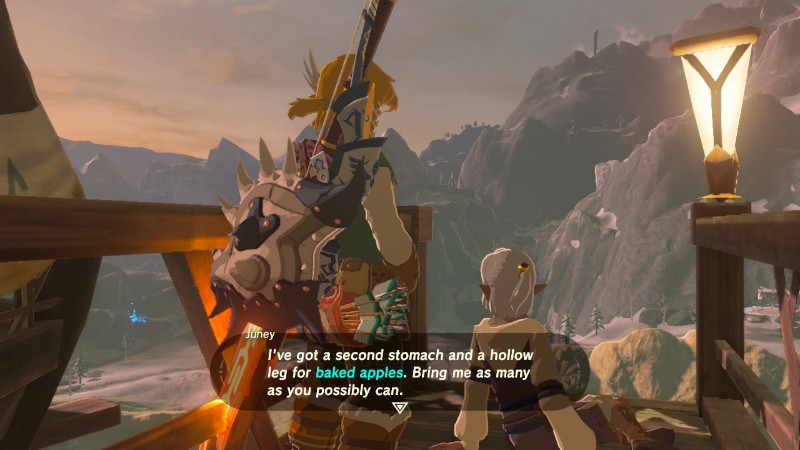 Juney
I've got a second stomach and a hollow
leg for baked apples. Bring me as many
as you possibly can.